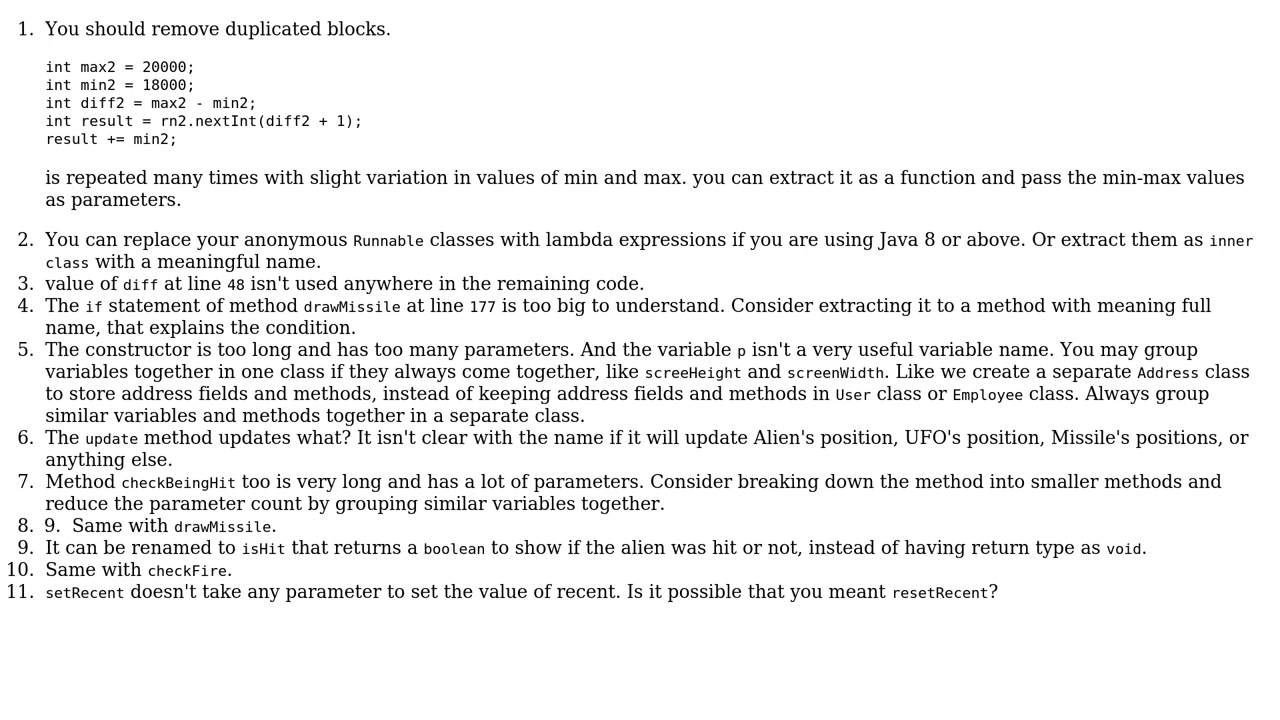 1. You should remove duplicated blocks.
int max2 = 20000;
int min2 = 18000;
int diff2 = max2 - min2;
int result = rn2.nextInt(diff2 + 1);
result += min2;
is repeated many times with slight variation in values of min and max. you can extract it as a function and pass the min-max values
as parameters.
2. You can replace your anonymous Runnable classes with lambda expressions if you are using Java 8 or above. Or extract them as inner
class with a meaningful name.
3. value of diff at line 48 isn't used anywhere in the remaining code.
4. The if statement of method drawMissile at line 177 is too big to understand. Consider extracting it to a method with meaning full
name, that explains the condition.
5. The constructor is too long and has too many parameters. And the variable p isn't a very useful variable name. You may group
variables together in one class if they always come together, like screeHeight and screenWidth. Like we create a separate Address class
to store address fields and methods, instead of keeping address fields and methods in User class or Employee class. Always group
similar variables and methods together in a separate class.
6. The update method updates what? It isn't clear with the name if it will update Alien's position, UFO's position, Missile's positions, or
anything else.
7. Method checkBeingHit too is very long and has a lot of parameters. Consider breaking down the method into smaller methods and
reduce the parameter count by grouping similar variables together.
8. 9. Same with drawMissile.
9. It can be renamed to isHit that returns a boolean to show if the alien was hit or not, instead of having return type as void.
10. Same with checkFire.
11. setRecent doesn't take any parameter to set the value of recent. Is it possible that you meant resetRecent?